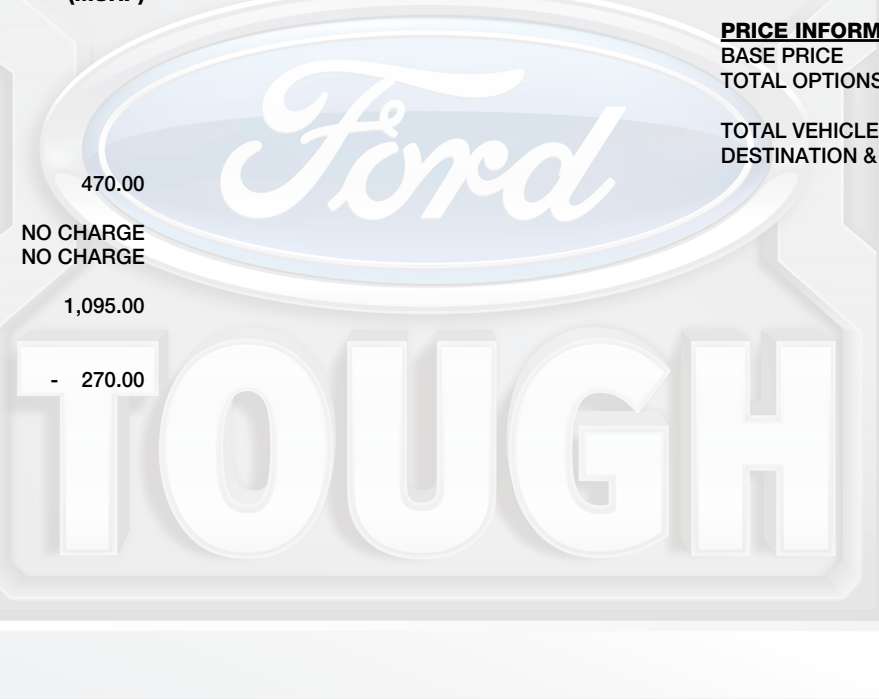 (MSRP)
470.00
NO CHARGE
NO CHARGE
1,095.00
- 270.00
PRICE INFORM
BASE PRICE
TOTAL OPTIONS
TOTAL VEHICLE
DESTINATION &
Ford
TOUGH